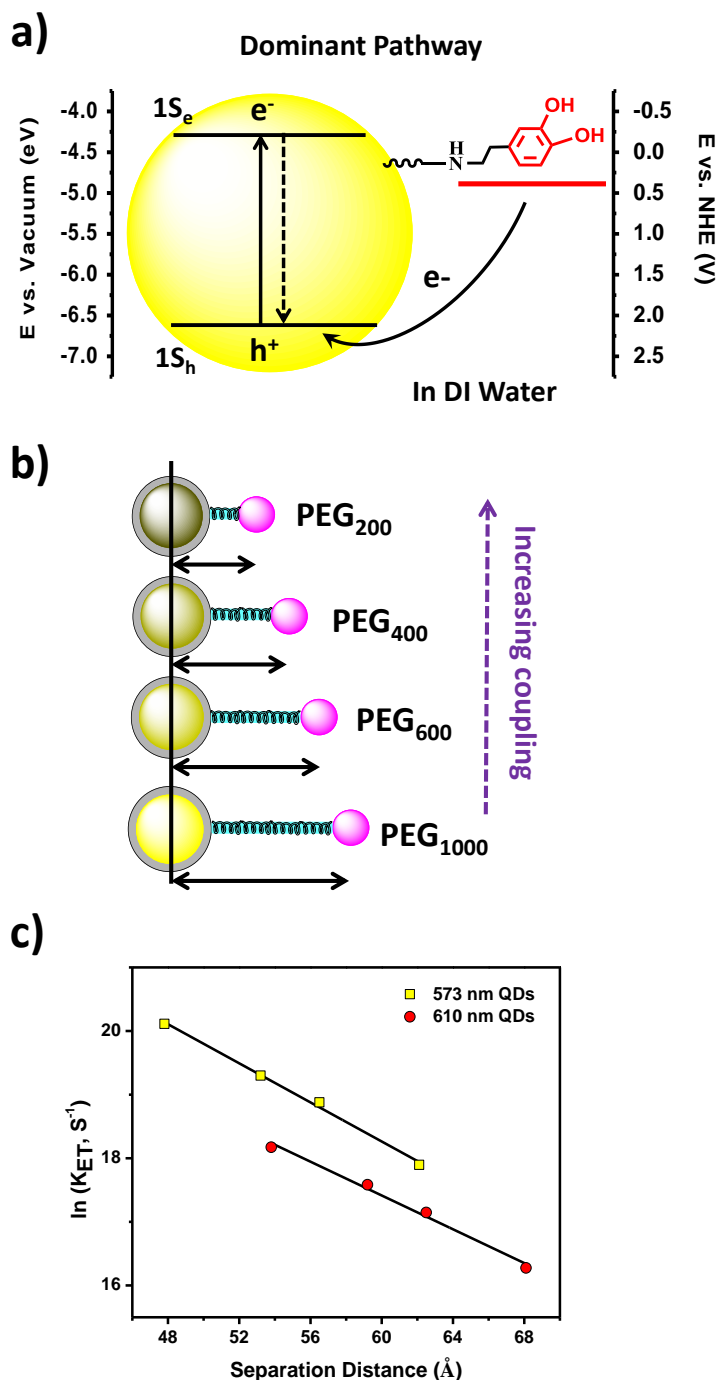 a)
Dominant Pathway
E vs. Vacuum (eV)
-4.0
-4.5
-5.0
-5.5
-6.0
-6.5
-7.0
1Sₑ
e⁻
h⁺
1Sₕ
H
N
OH
OH
e-
In DI Water
-0.5
0.0
0.5
1.0
1.5
2.0
2.5
E vs. NHE (V)
b)
PEG₂₀₀
PEG₄₀₀
PEG₆₀₀
PEG₁₀₀₀
Increasing coupling
c)
573 nm QDs
610 nm QDs
ln (K_ET, S⁻¹)
20
18
16
48 52 56 60 64 68
Separation Distance (Å)